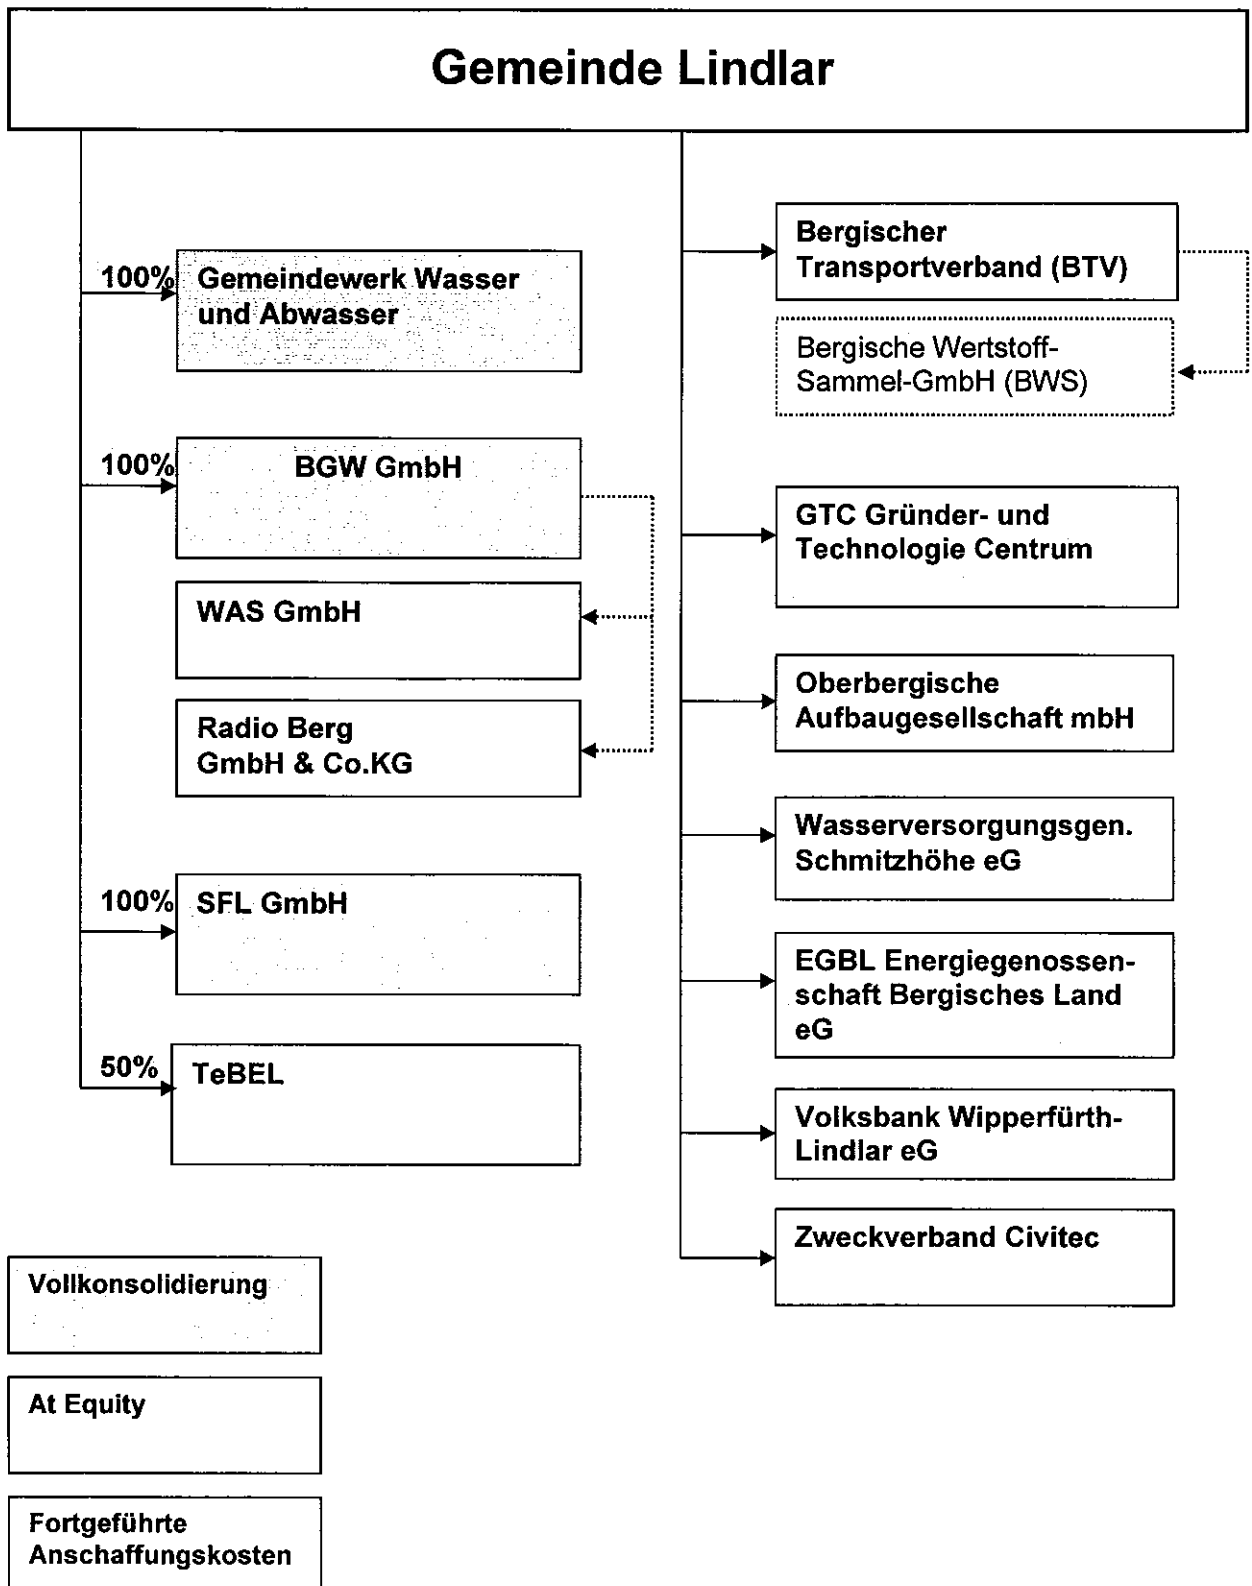 Gemeinde Lindlar
100%
Gemeindewerk Wasser
und Abwasser
100%
BGW GmbH
WAS GmbH
Radio Berg
GmbH & Co.KG
100%
SFL GmbH
50%
TeBEL
Bergischer
Transportverband (BTV)
Bergische Wertstoff-
Sammel-GmbH (BWS)
GTC Gründer- und
Technologie Centrum
Oberbergische
Aufbaugesellschaft mbH
Wasserversorgungsgen.
Schmitzhöhe eG
EGBL Energiegenossen-
schaft Bergisches Land
eG
Volksbank Wipperfürth-
Lindlar eG
Zweckverband Civitec
Vollkonsolidierung
At Equity
Fortgeführte
Anschaffungskosten